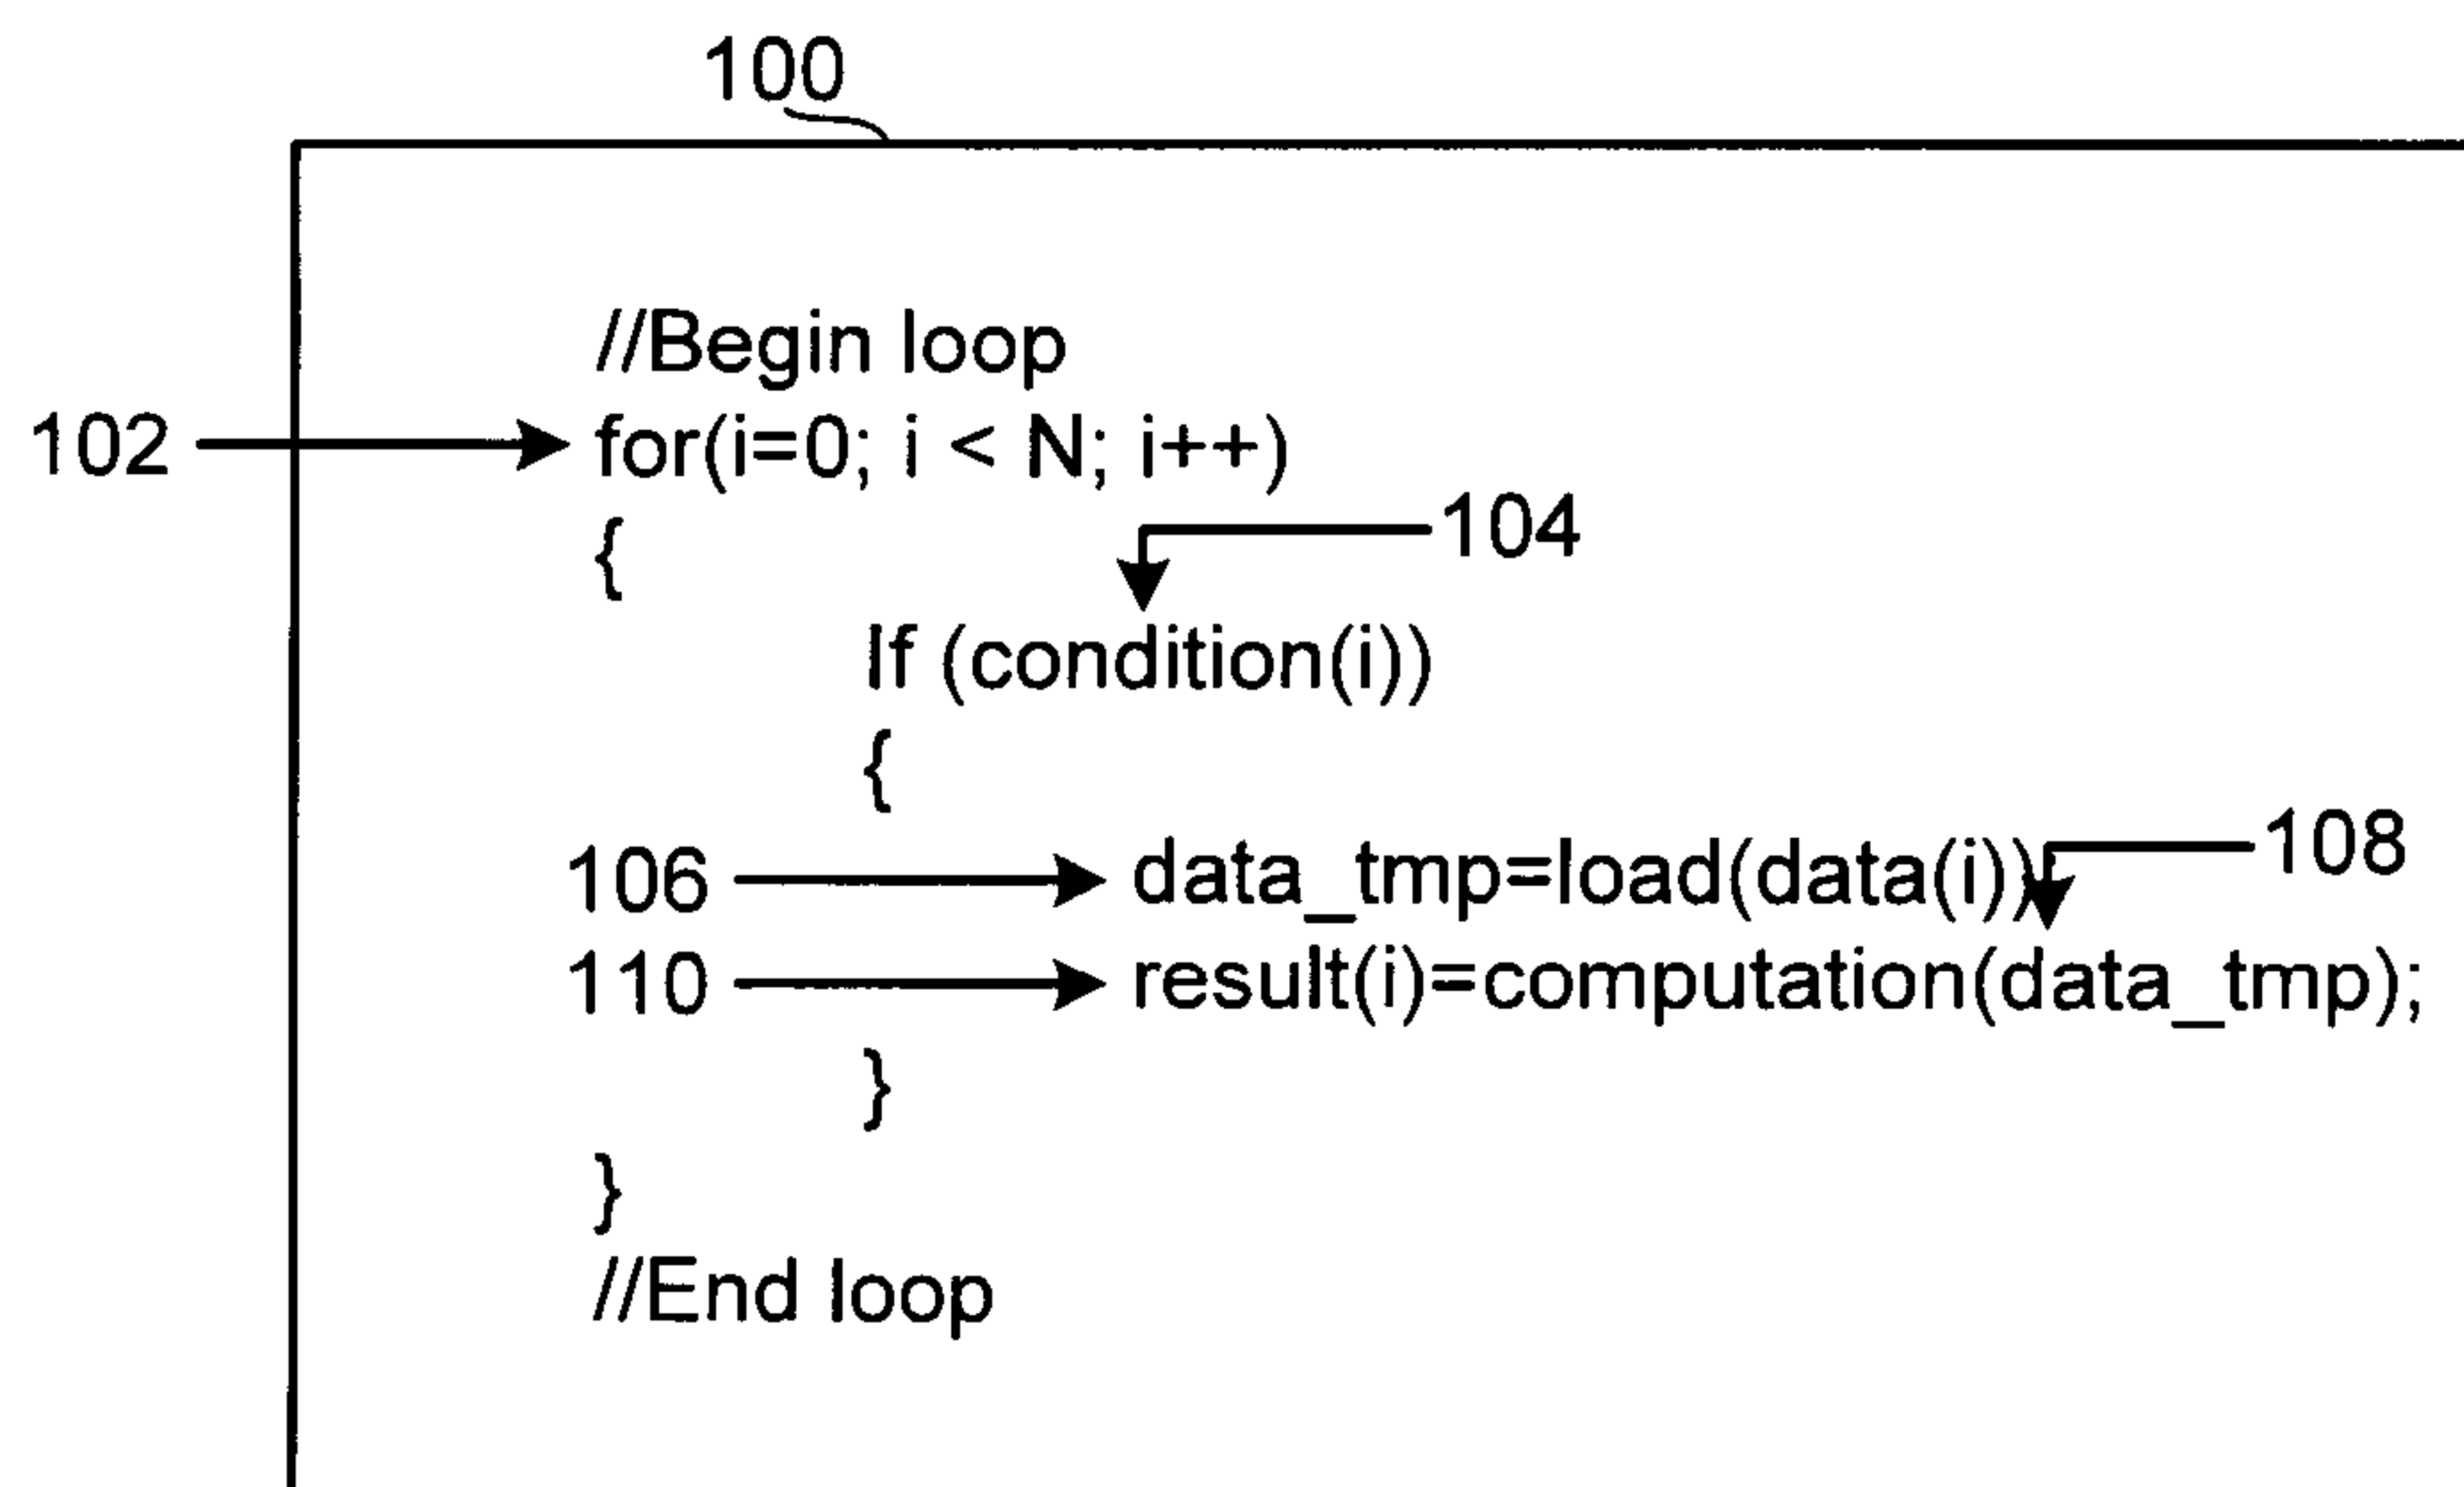 100
//Begin loop
102 for(i=0; i < N; i++)
{ 104
If (condition(i))
{
106 data_tmp=load(data(i)) 108
110 result(i)=computation(data_tmp);
}
}
//End loop